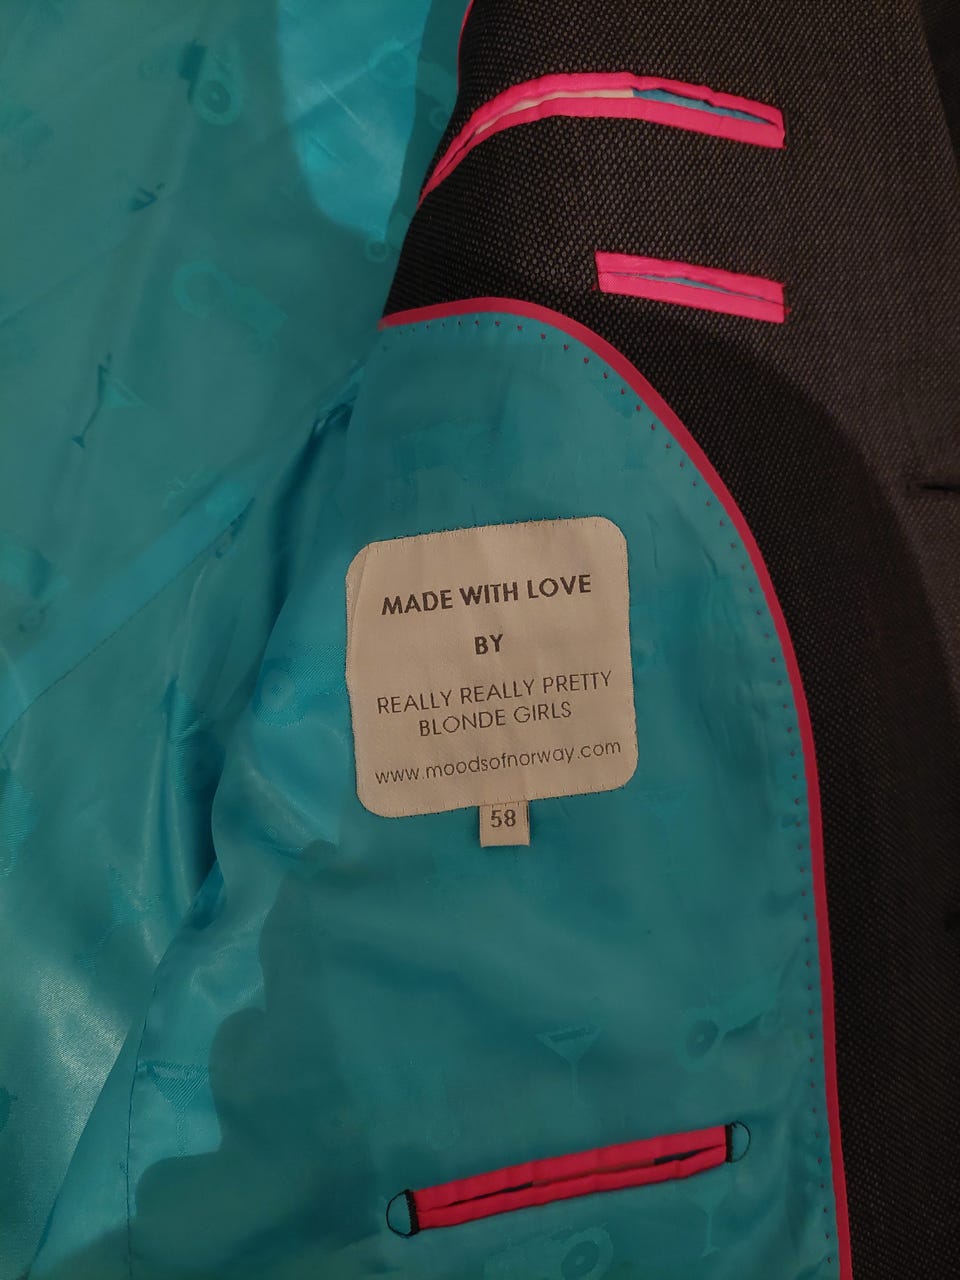 MADE WITH LOVE
BY
REALLY REALLY PRETTY
BLONDE GIRLS
www.moodsofnorway.com
58